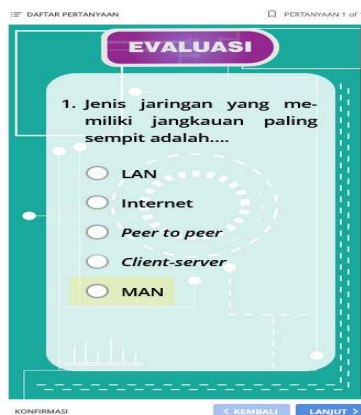 DAFTAR PERTANYAAN
PERTANYAAN 1 of
EVALUASI
1. Jenis jaringan yang me-
miliki jangkauan paling
sempit adalah....
LAN
Internet
Peer to peer
Client-server
MAN
KONFIRMASI
< KEMBALI
LANJUT >